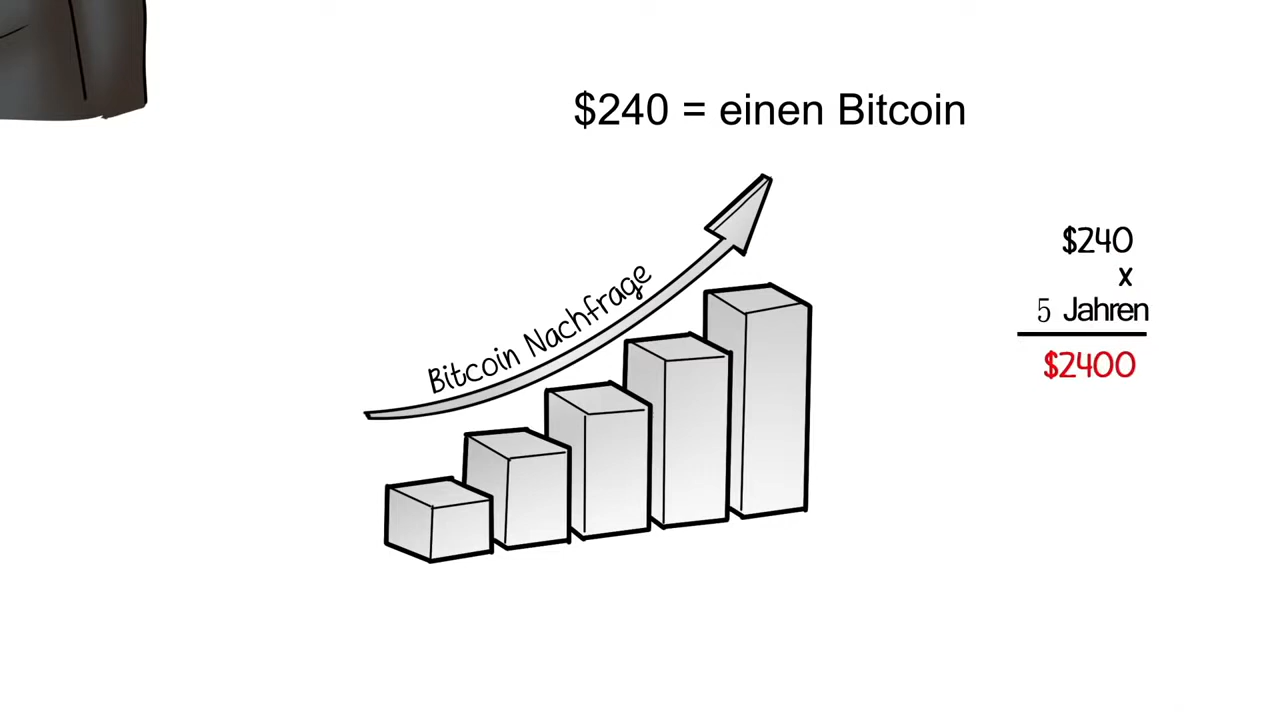 $240 = einen Bitcoin
Bitcoin Nachfrage
$240
x
5 Jahren
$2400